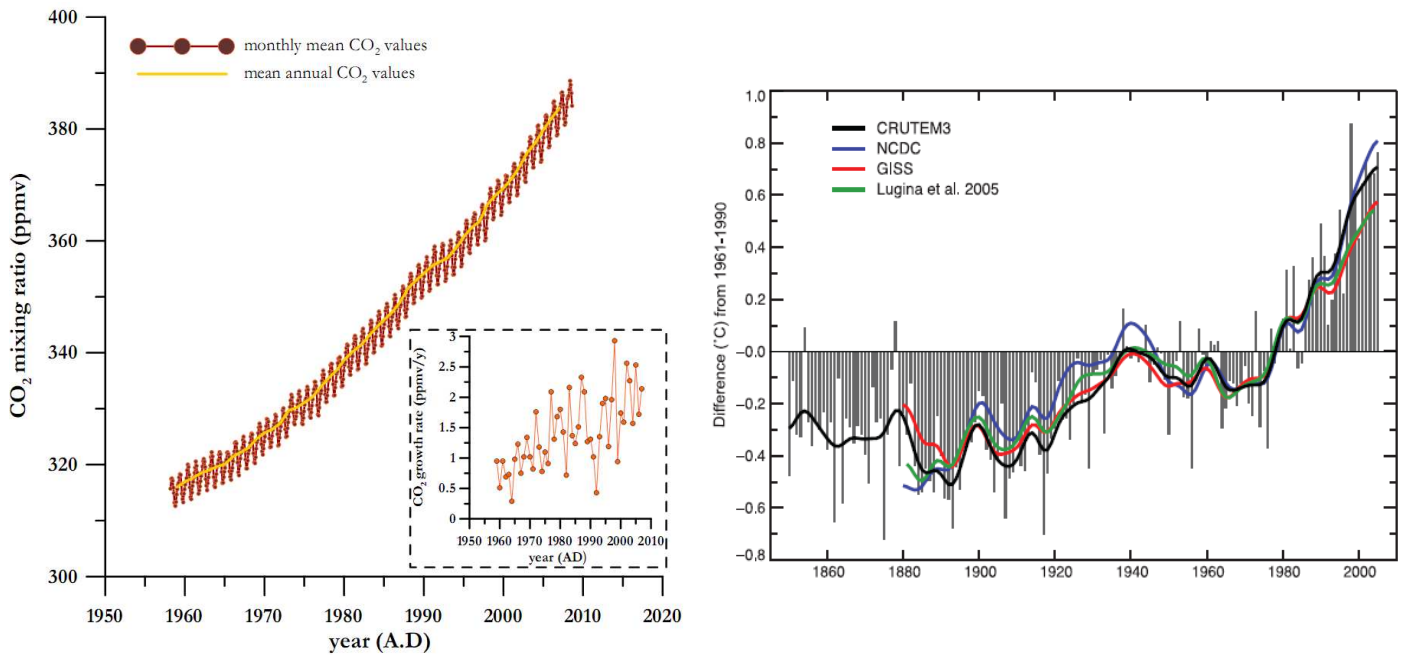 400
380
360
340
320
300
CO2 mixing ratio (ppmv)
monthly mean CO2 values
mean annual CO2 values
1950 1960 1970 1980 1990 2000 2010 2020
year (A.D)
3
2.5
2
1.5
1
0.5
0
CO2 growth rate (ppmv/y)
1950 1960 1970 1980 1990 2000 2010
year (AD)
1.0
0.8
0.6
0.4
0.2
−0.0
−0.2
−0.4
−0.6
−0.8
Difference (°C) from 1961-1990
CRUTEM3
NCDC
GISS
Lugina et al. 2005
1860 1880 1900 1920 1940 1960 1980 2000